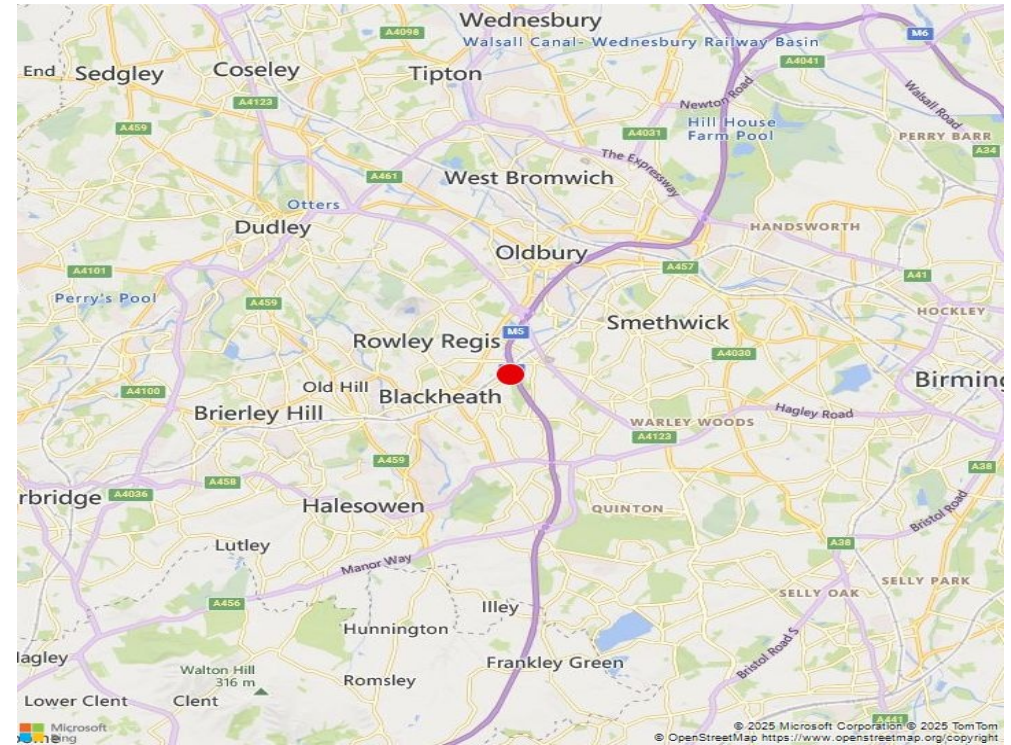 Wednesbury
A4098
M6
Walsall Canal- Wednesbury Railway Basin
A4041
End
Sedgley
Coseley
Tipton
A4123
Newton Road
Walsall Road
Hill House
Farm Pool
A459
A4031
PERRY BARR
A34
The Expressway
A461
West Bromwich
Otters
Dudley
HANDSWORTH
Oldbury
A4101
A457
A41
Perry's Pool
A459
HOCKLEY
M5
Smethwick
Rowley Regis
A4030
Birming
Old Hill
A4100
Blackheath
Brierley Hill
Hagley Road
WARLEY WOODS
A4123
A459
A38
A458
rbridge
A4036
Halesowen
QUINTON
Bristol Road
A38
Lutley
Manor Way
SELLY PARK
SELLY OAK
A456
Illey
Hunnington
Bristol Road S
lagley
Walton Hill
316 m
Frankley Green
Romsley
Lower Clent
Clent
A441
Microsoft
Bing
© 2025 Microsoft Corporation © 2025 TomTom
© OpenStreetMap https://www.openstreetmap.org/copyright